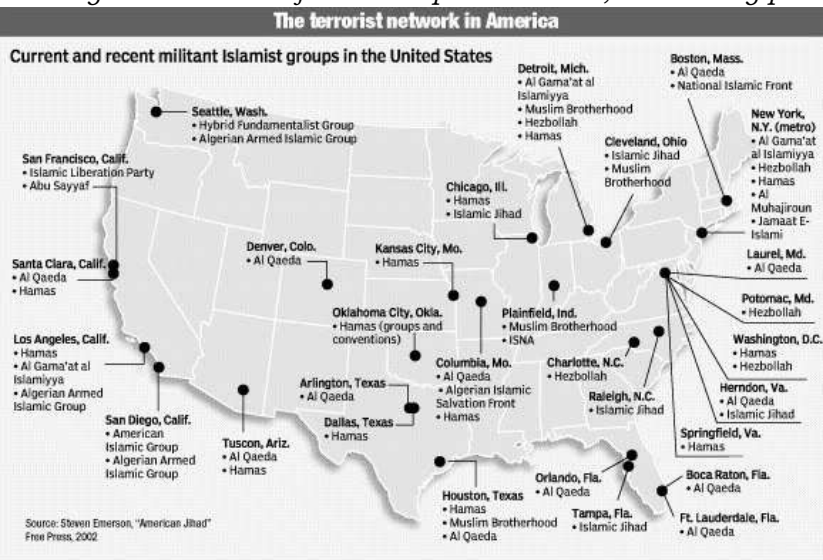 The terrorist network in America
Current and recent militant Islamist groups in the United States
Seattle, Wash.
• Hybrid Fundamentalist Group
• Algerian Armed Islamic Group
San Francisco, Calif.
• Islamic Liberation Party
• Abu Sayyaf
Santa Clara, Calif.
• Al Qaeda
• Hamas
Los Angeles, Calif.
• Hamas
• Al Gama'at al
Islamiyya
• Algerian Armed
Islamic Group
San Diego, Calif.
• American
Islamic Group
• Algerian Armed
Islamic Group
Tuscon, Ariz.
• Al Qaeda
• Hamas
Denver, Colo.
• Al Qaeda
Kansas City, Mo.
• Hamas
Oklahoma City, Okla.
• Hamas (groups and
conventions)
Arlington, Texas
• Al Qaeda
Dallas, Texas
• Hamas
Houston, Texas
• Hamas
• Muslim Brotherhood
• Al Qaeda
Columbia, Mo.
• Al Qaeda
• Algerian Islamic
Salvation Front
• Hamas
Chicago, Ill.
• Hamas
• Islamic Jihad
Plainfield, Ind.
• Muslim Brotherhood
• ISNA
Detroit, Mich.
• Al Gama'at al
Islamiyya
• Muslim Brotherhood
• Hezbollah
• Hamas
Cleveland, Ohio
• Islamic Jihad
• Muslim
Brotherhood
Boston, Mass.
• Al Qaeda
• National Islamic Front
New York,
N.Y. (metro)
• Al Gama'at
al Islamiyya
• Hezbollah
• Hamas
• Al
Muhajiroun
• Jamaat E-
Islami
Laurel, Md.
• Al Qaeda
Potomac, Md.
• Hezbollah
Washington, D.C.
• Hamas
• Hezbollah
Herndon, Va.
• Al Qaeda
• Islamic Jihad
Springfield, Va.
• Hamas
Charlotte, N.C.
• Hezbollah
Raleigh, N.C.
• Islamic Jihad
Orlando, Fla.
• Al Qaeda
Tampa, Fla.
• Islamic Jihad
Boca Raton, Fla.
• Al Qaeda
Ft. Lauderdale, Fla.
• Al Qaeda
Source: Steven Emerson, "American Jihad"
Free Press, 2002